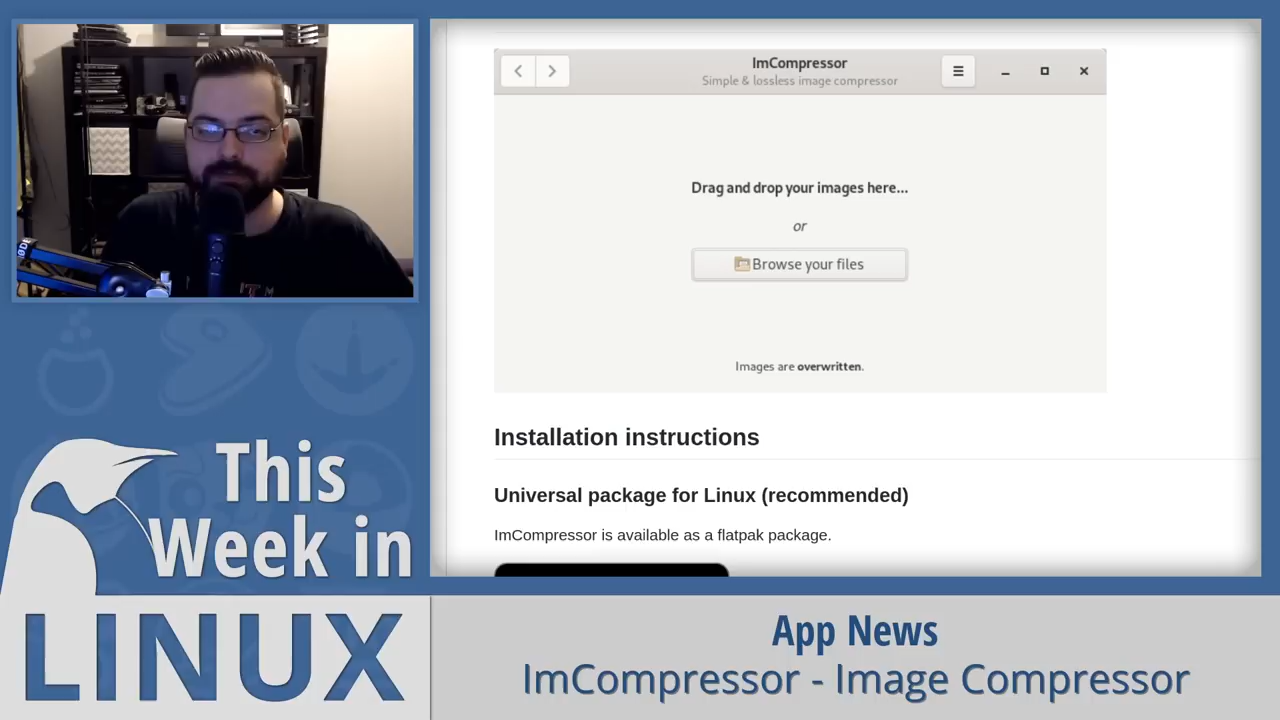 ImCompressor
Simple & lossless image compressor
Drag and drop your images here...
or
Browse your files
Images are overwritten.
Installation instructions
Universal package for Linux (recommended)
ImCompressor is available as a flatpak package.
This
Week in
LINUX
App News
ImCompressor - Image Compressor